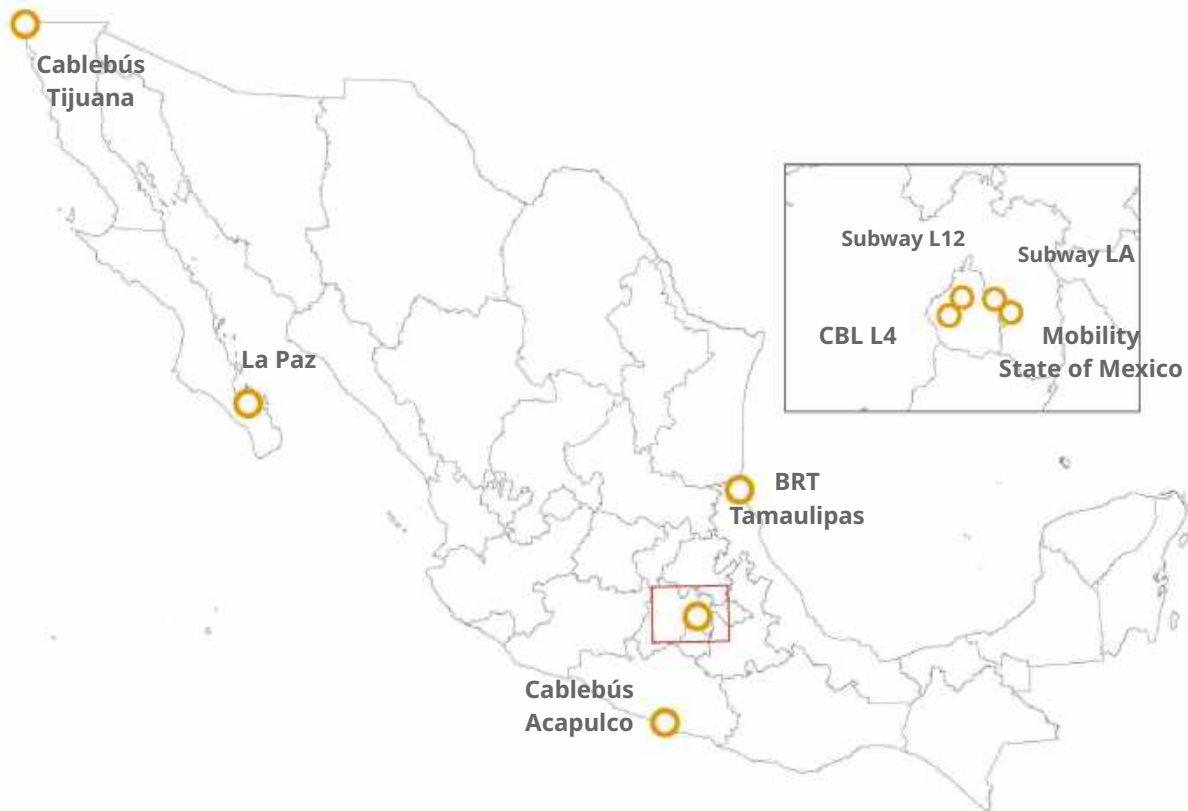 Cablebús
Tijuana
Subway L12
Subway LA
CBL L4
Mobility
State of Mexico
La Paz
BRT
Tamaulipas
Cablebús
Acapulco